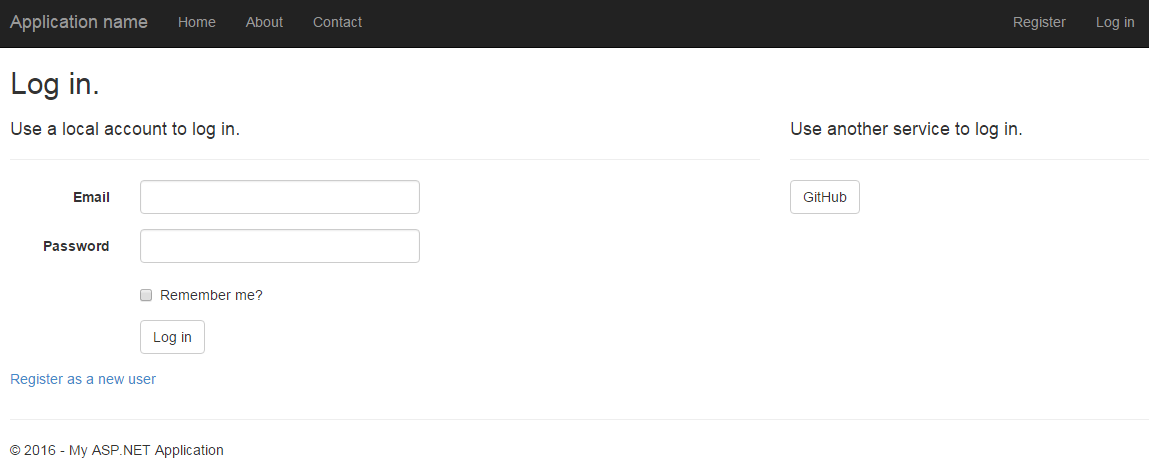 Application name Home About Contact Register Log in
Log in.
Use a local account to log in.
Email
Password
Remember me?
Log in
Register as a new user
Use another service to log in.
GitHub
© 2016 - My ASP.NET Application